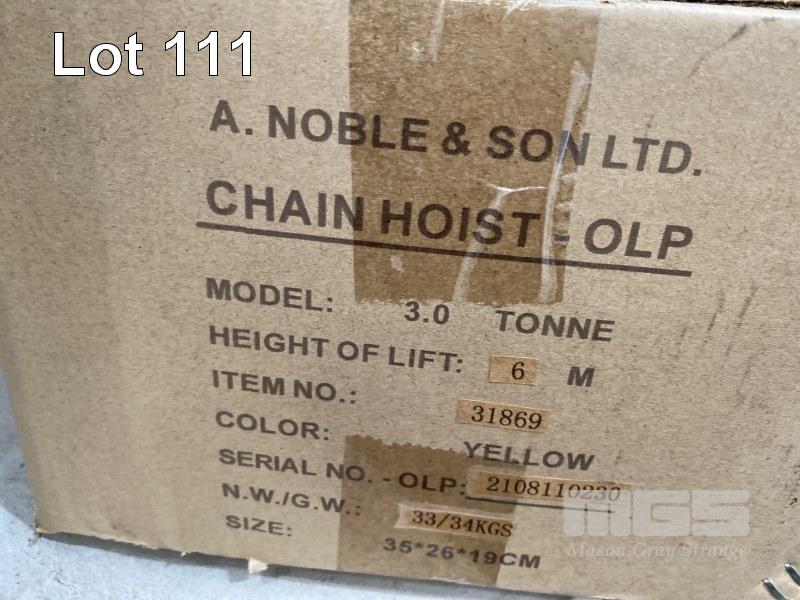 Lot 111
A. NOBLE & SON LTD.
CHAIN HOIST - OLP
MODEL: 3.0 TONNE
HEIGHT OF LIFT: 6 M
ITEM NO.: 31869
COLOR: YELLOW
SERIAL NO. - OLP: 2108110230
N.W./G.W.: 33/34KGS
SIZE: 35*26*19CM
MGS
Mason Gray Strange